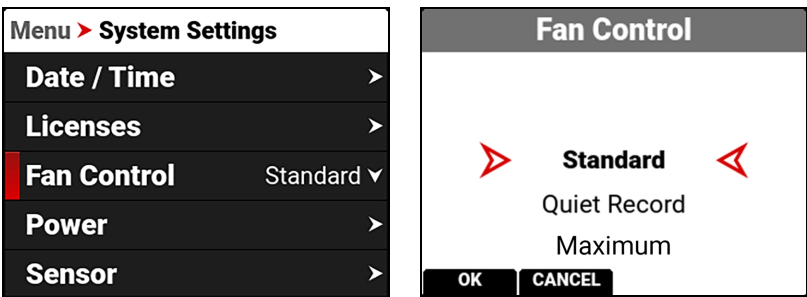 Menu ➤ System Settings
Date / Time
Licenses
Fan Control Standard
Power
Sensor
Fan Control
Standard
Quiet Record
Maximum
OK CANCEL